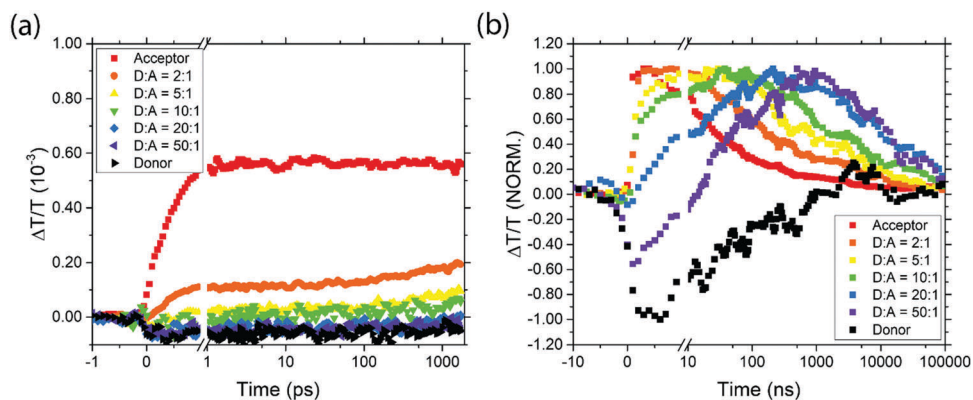 (a)
1.00
0.80
0.60
0.40
0.20
0.00
ΔT/T (10⁻³)
Acceptor
D:A = 2:1
D:A = 5:1
D:A = 10:1
D:A = 20:1
D:A = 50:1
Donor
-1 0 1 10 100 1000
Time (ps)
(b)
1.20
1.00
0.80
0.60
0.40
0.20
0.00
-0.20
-0.40
-0.60
-0.80
-1.00
-1.20
ΔT/T (NORM.)
Acceptor
D:A = 2:1
D:A = 5:1
D:A = 10:1
D:A = 20:1
D:A = 50:1
Donor
-10 0 10 100 1000 10000 100000
Time (ns)